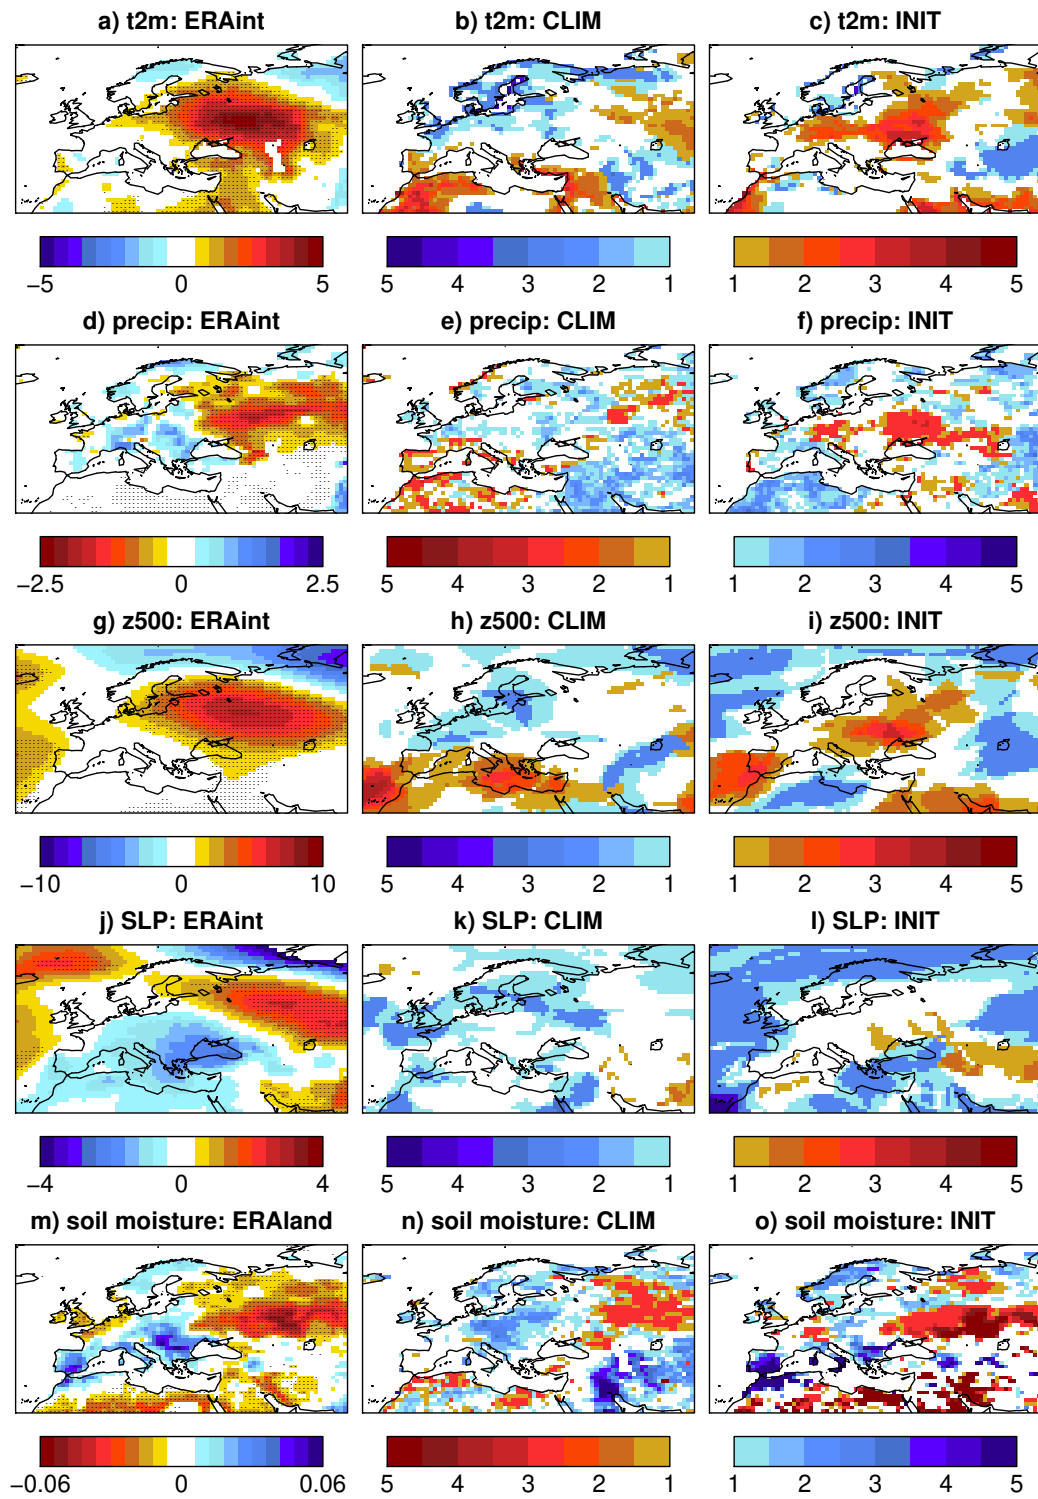 a) t2m: ERAint b) t2m: CLIM c) t2m: INIT
−5 0 5 5 4 3 2 1 1 2 3 4 5
d) precip: ERAint e) precip: CLIM f) precip: INIT
−2.5 0 2.5 5 4 3 2 1 1 2 3 4 5
g) z500: ERAint h) z500: CLIM i) z500: INIT
−10 0 10 5 4 3 2 1 1 2 3 4 5
j) SLP: ERAint k) SLP: CLIM l) SLP: INIT
−4 0 4 5 4 3 2 1 1 2 3 4 5
m) soil moisture: ERAland n) soil moisture: CLIM o) soil moisture: INIT
−0.06 0 0.06 5 4 3 2 1 1 2 3 4 5